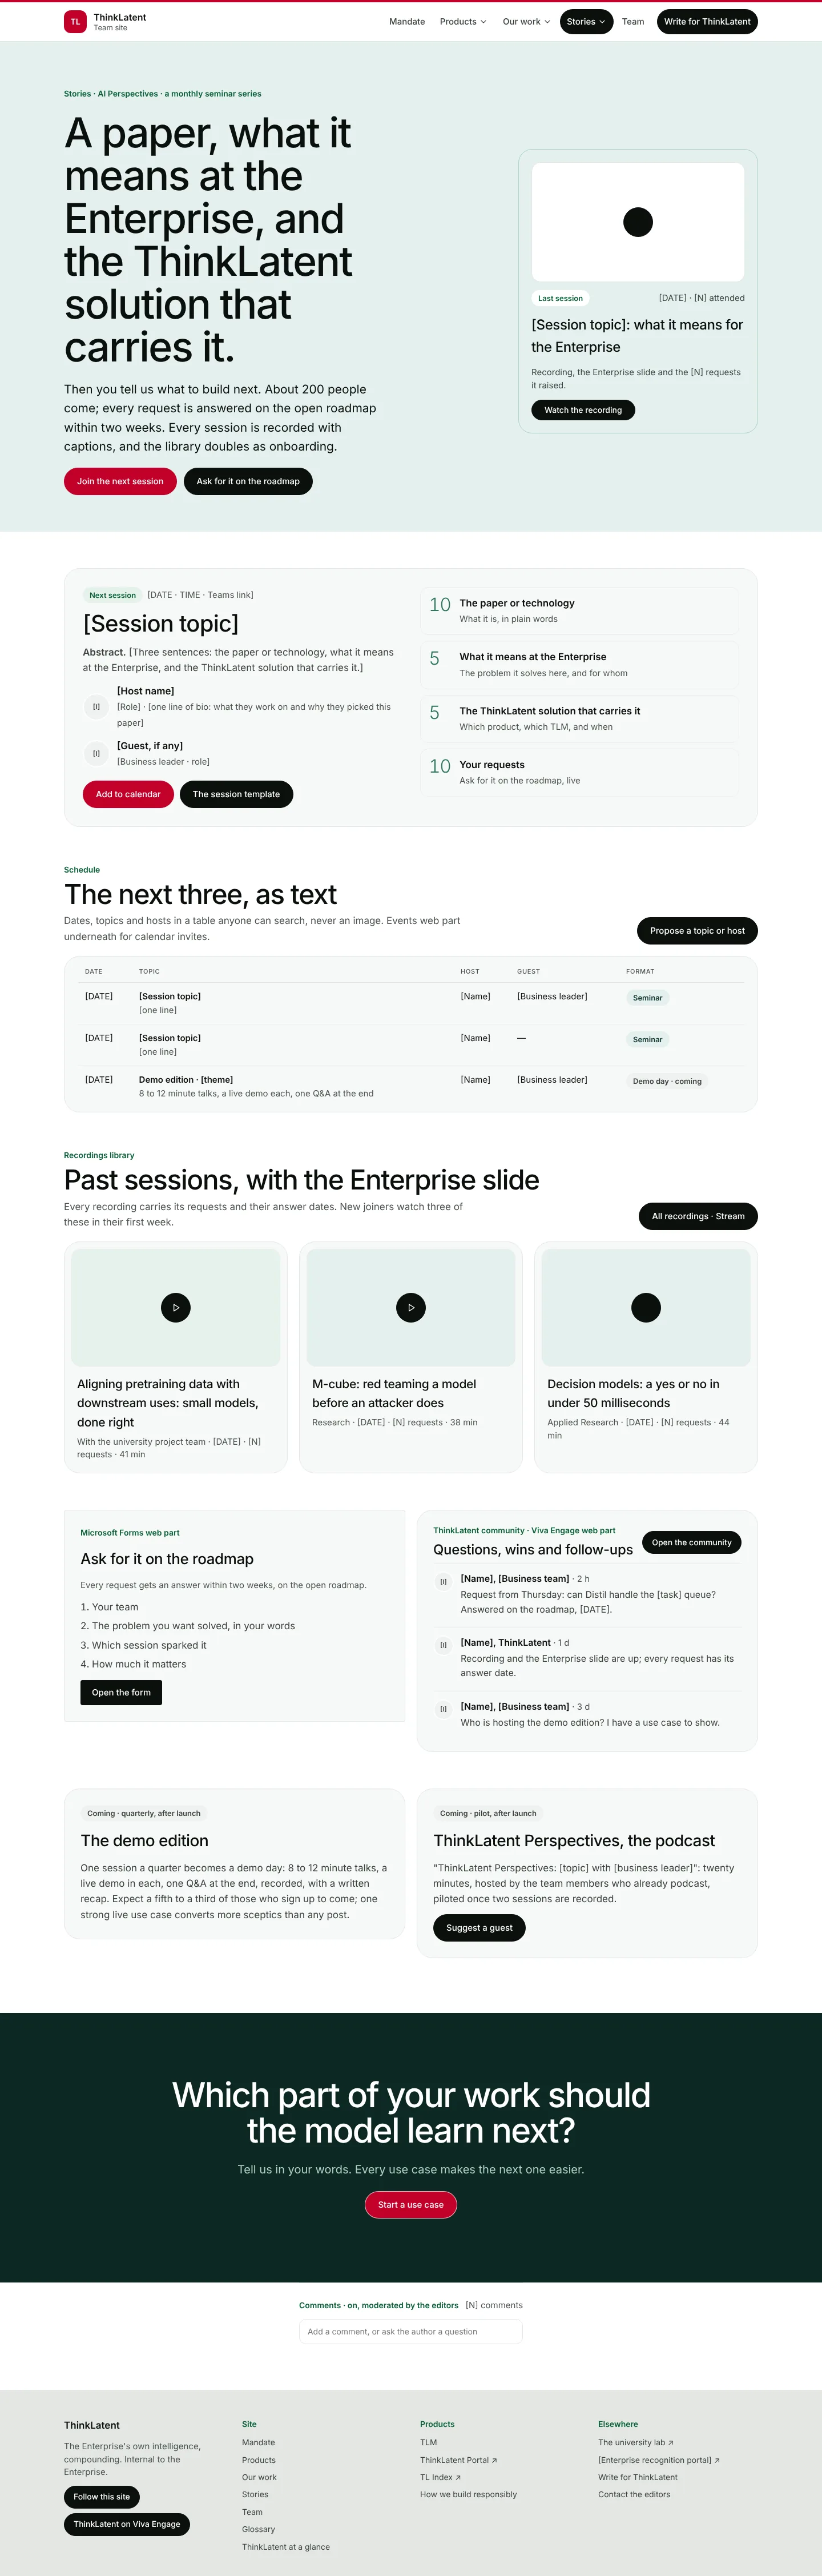 TL
ThinkLatent
Team site
Mandate
Products
Our work
Stories
Team
Write for ThinkLatent
Stories · AI Perspectives · a monthly seminar series
A paper, what it
means at the
Enterprise, and
the ThinkLatent
solution that
carries it.
Then you tell us what to build next. About 200 people
come; every request is answered on the open roadmap
within two weeks. Every session is recorded with
captions, and the library doubles as onboarding.
Join the next session
Ask for it on the roadmap
Last session
[DATE] · [N] attended
[Session topic]: what it means for
the Enterprise
Recording, the Enterprise slide and the [N] requests
it raised.
Watch the recording
Next session
[DATE · TIME · Teams link]
[Session topic]
Abstract. [Three sentences: the paper or technology, what it means
at the Enterprise, and the ThinkLatent solution that carries it.]
[I]
[Host name]
[Role] · [one line of bio: what they work on and why they picked this
paper]
[I]
[Guest, if any]
[Business leader · role]
Add to calendar
The session template
10
The paper or technology
What it is, in plain words
5
What it means at the Enterprise
The problem it solves here, and for whom
5
The ThinkLatent solution that carries it
Which product, which TLM, and when
10
Your requests
Ask for it on the roadmap, live
Schedule
The next three, as text
Dates, topics and hosts in a table anyone can search, never an image. Events web part
underneath for calendar invites.
Propose a topic or host
DATE TOPIC HOST GUEST FORMAT
[DATE] [Session topic] [Name] [Business leader] Seminar
[one line]
[DATE] [Session topic] [Name] — Seminar
[one line]
[DATE] Demo edition · [theme] [Name] [Business leader] Demo day · coming
8 to 12 minute talks, a live demo each, one Q&A at the end
Recordings library
Past sessions, with the Enterprise slide
Every recording carries its requests and their answer dates. New joiners watch three of
these in their first week.
All recordings · Stream
Aligning pretraining data with
downstream uses: small models,
done right
With the university project team · [DATE] · [N]
requests · 41 min
M-cube: red teaming a model
before an attacker does
Research · [DATE] · [N] requests · 38 min
Decision models: a yes or no in
under 50 milliseconds
Applied Research · [DATE] · [N] requests · 44
min
Microsoft Forms web part
Ask for it on the roadmap
Every request gets an answer within two weeks, on the open roadmap.
1. Your team
2. The problem you want solved, in your words
3. Which session sparked it
4. How much it matters
Open the form
ThinkLatent community · Viva Engage web part
Questions, wins and follow-ups
Open the community
[I]
[Name], [Business team] · 2 h
Request from Thursday: can Distil handle the [task] queue?
Answered on the roadmap, [DATE].
[I]
[Name], ThinkLatent · 1 d
Recording and the Enterprise slide are up; every request has its
answer date.
[I]
[Name], [Business team] · 3 d
Who is hosting the demo edition? I have a use case to show.
Coming · quarterly, after launch
The demo edition
One session a quarter becomes a demo day: 8 to 12 minute talks, a
live demo in each, one Q&A at the end, recorded, with a written
recap. Expect a fifth to a third of those who sign up to come; one
strong live use case converts more sceptics than any post.
Coming · pilot, after launch
ThinkLatent Perspectives, the podcast
"ThinkLatent Perspectives: [topic] with [business leader]": twenty
minutes, hosted by the team members who already podcast,
piloted once two sessions are recorded.
Suggest a guest
Which part of your work should
the model learn next?
Tell us in your words. Every use case makes the next one easier.
Start a use case
Comments · on, moderated by the editors
[N] comments
Add a comment, or ask the author a question
ThinkLatent
The Enterprise's own intelligence,
compounding. Internal to the
Enterprise.
Follow this site
ThinkLatent on Viva Engage
Site
Mandate
Products
Our work
Stories
Team
Glossary
ThinkLatent at a glance
Products
TLM
ThinkLatent Portal ↗
TL Index ↗
How we build responsibly
Elsewhere
The university lab ↗
[Enterprise recognition portal] ↗
Write for ThinkLatent
Contact the editors